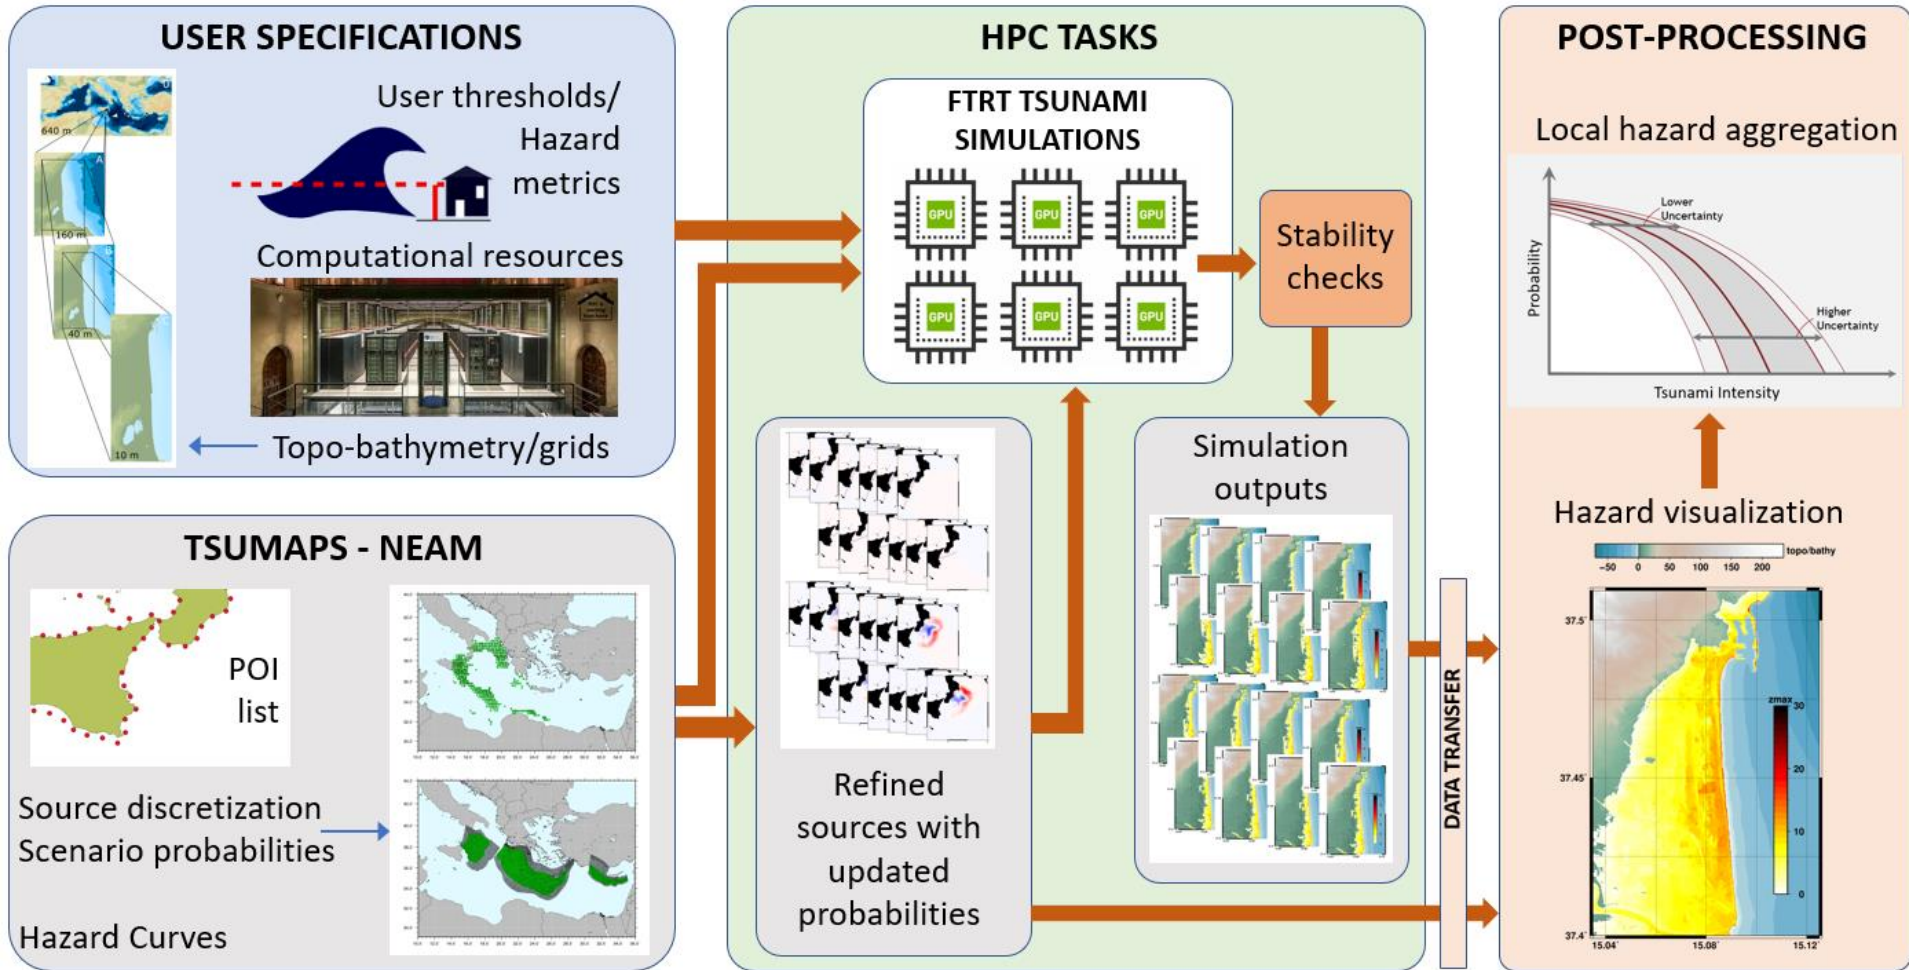 USER SPECIFICATIONS
User thresholds/
Hazard
metrics
640 m
A
160 m
B
40 m
10 m
Computational resources
Topo-bathymetry/grids
TSUMAPS - NEAM
POI
list
Source discretization
Scenario probabilities
Hazard Curves
HPC TASKS
FTRT TSUNAMI
SIMULATIONS
GPU
GPU
GPU
GPU
GPU
GPU
Stability
checks
Refined
sources with
updated
probabilities
Simulation
outputs
DATA TRANSFER
POST-PROCESSING
Local hazard aggregation
Probability
Lower
Uncertainty
Higher
Uncertainty
Tsunami Intensity
Hazard visualization
topo/bathy
−50 0 50 100 150 200
37.5°
37.45°
37.4°
zmax
30
20
10
0
15.04° 15.08° 15.12°